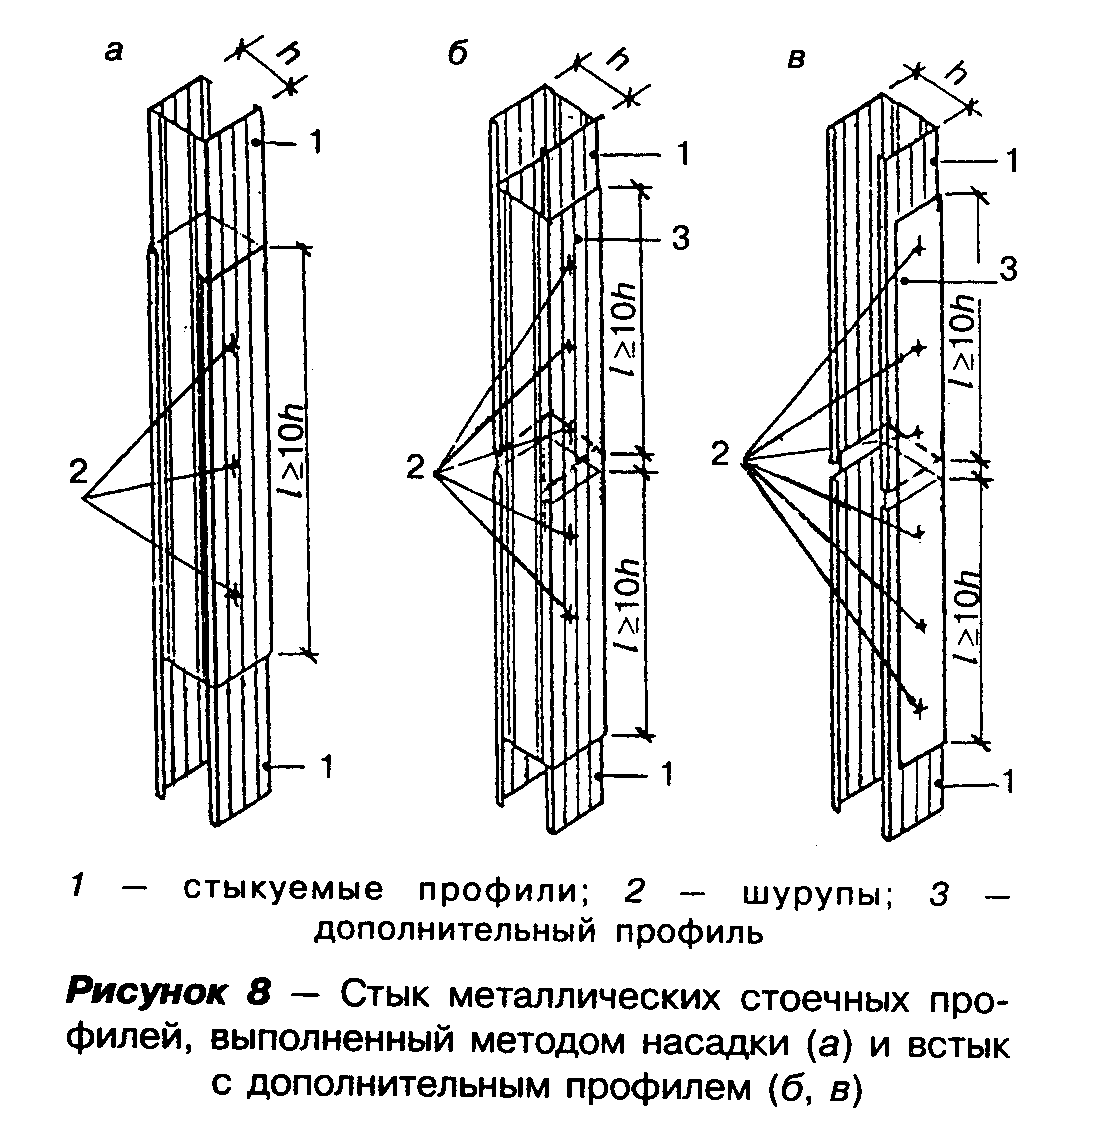 а
h
1
2
l ≥ 10h
1
б
h
1
3
l ≥ 10h
2
l ≥ 10h
1
в
h
1
3
l ≥ 10h
2
l ≥ 10h
1
1 — стыкуемые профили; 2 — шурупы; 3 —
дополнительный профиль
Рисунок 8 — Стык металлических стоечных про-
филей, выполненный методом насадки (а) и встык
с дополнительным профилем (б, в)